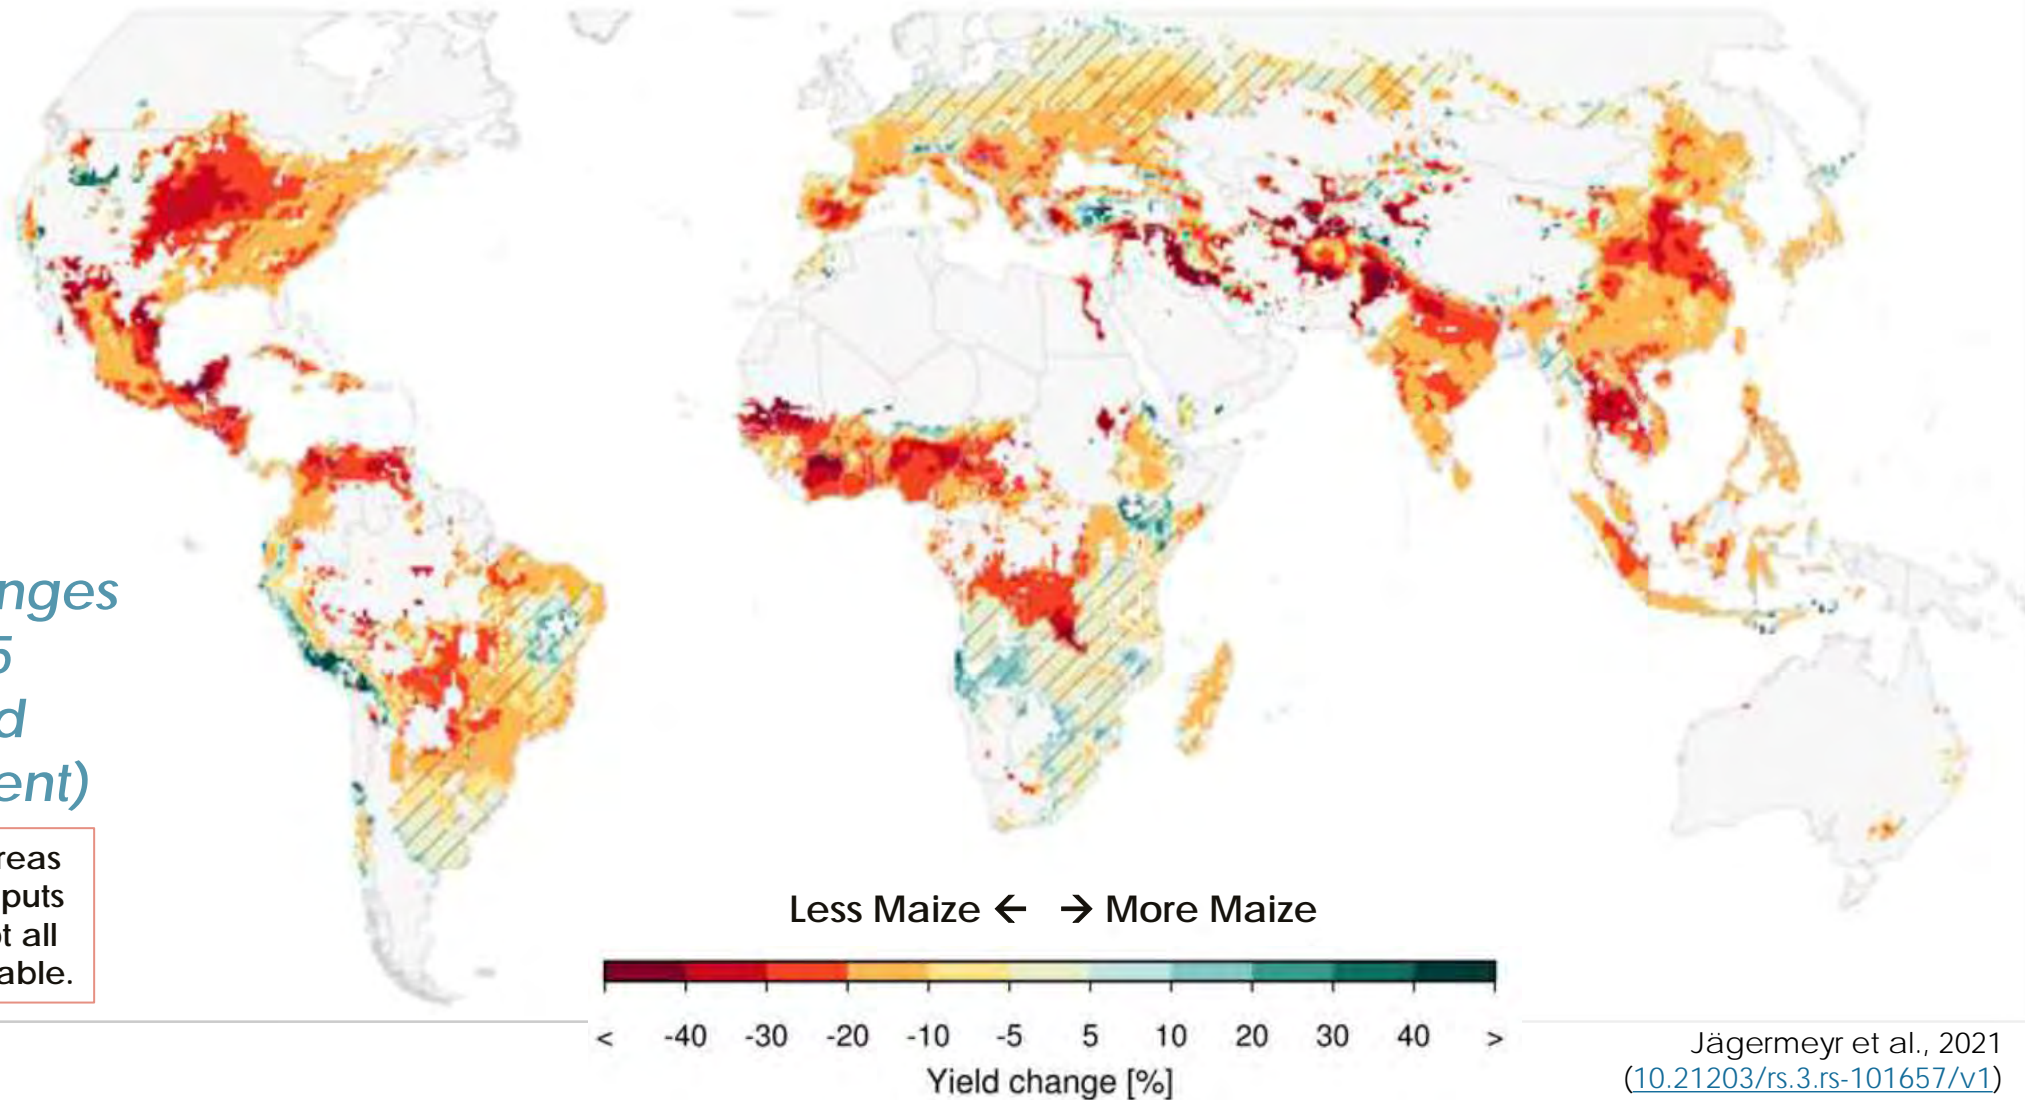 nges
5
d
ent)
reas
puts
ot all
able.
Less Maize ← → More Maize
< -40 -30 -20 -10 -5 5 10 20 30 40 >
Yield change [%]
Jägermeyr et al., 2021
(10.21203/rs.3.rs-101657/v1)